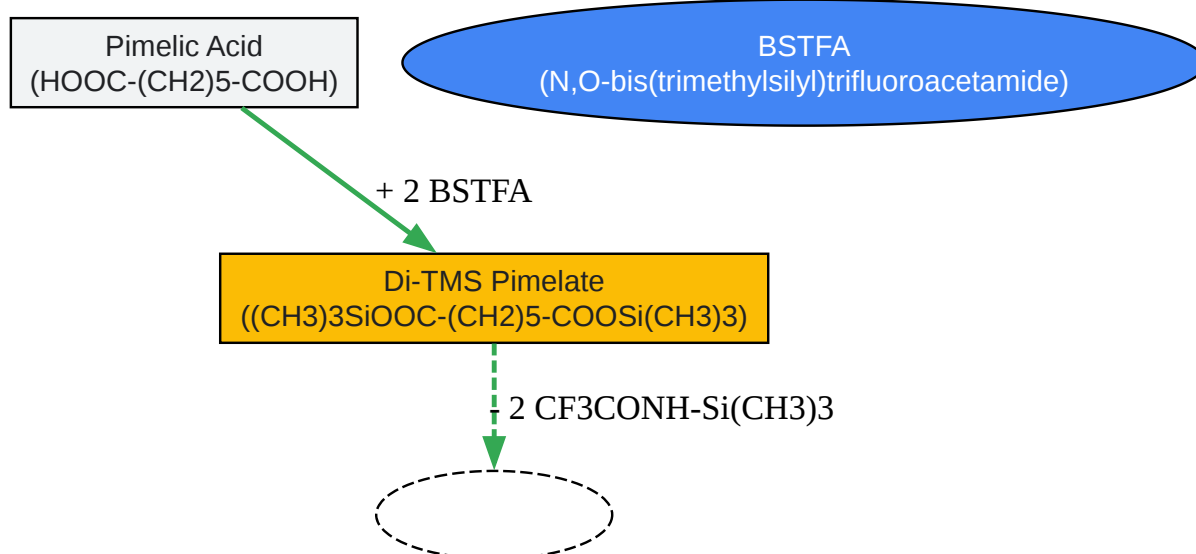 Pimelic Acid
(HOOC-(CH2)5-COOH)
BSTFA
(N,O-bis(trimethylsilyl)trifluoroacetamide)
+ 2 BSTFA
Di-TMS Pimelate
((CH3)3SiOOC-(CH2)5-COOSi(CH3)3)
- 2 CF3CONH-Si(CH3)3